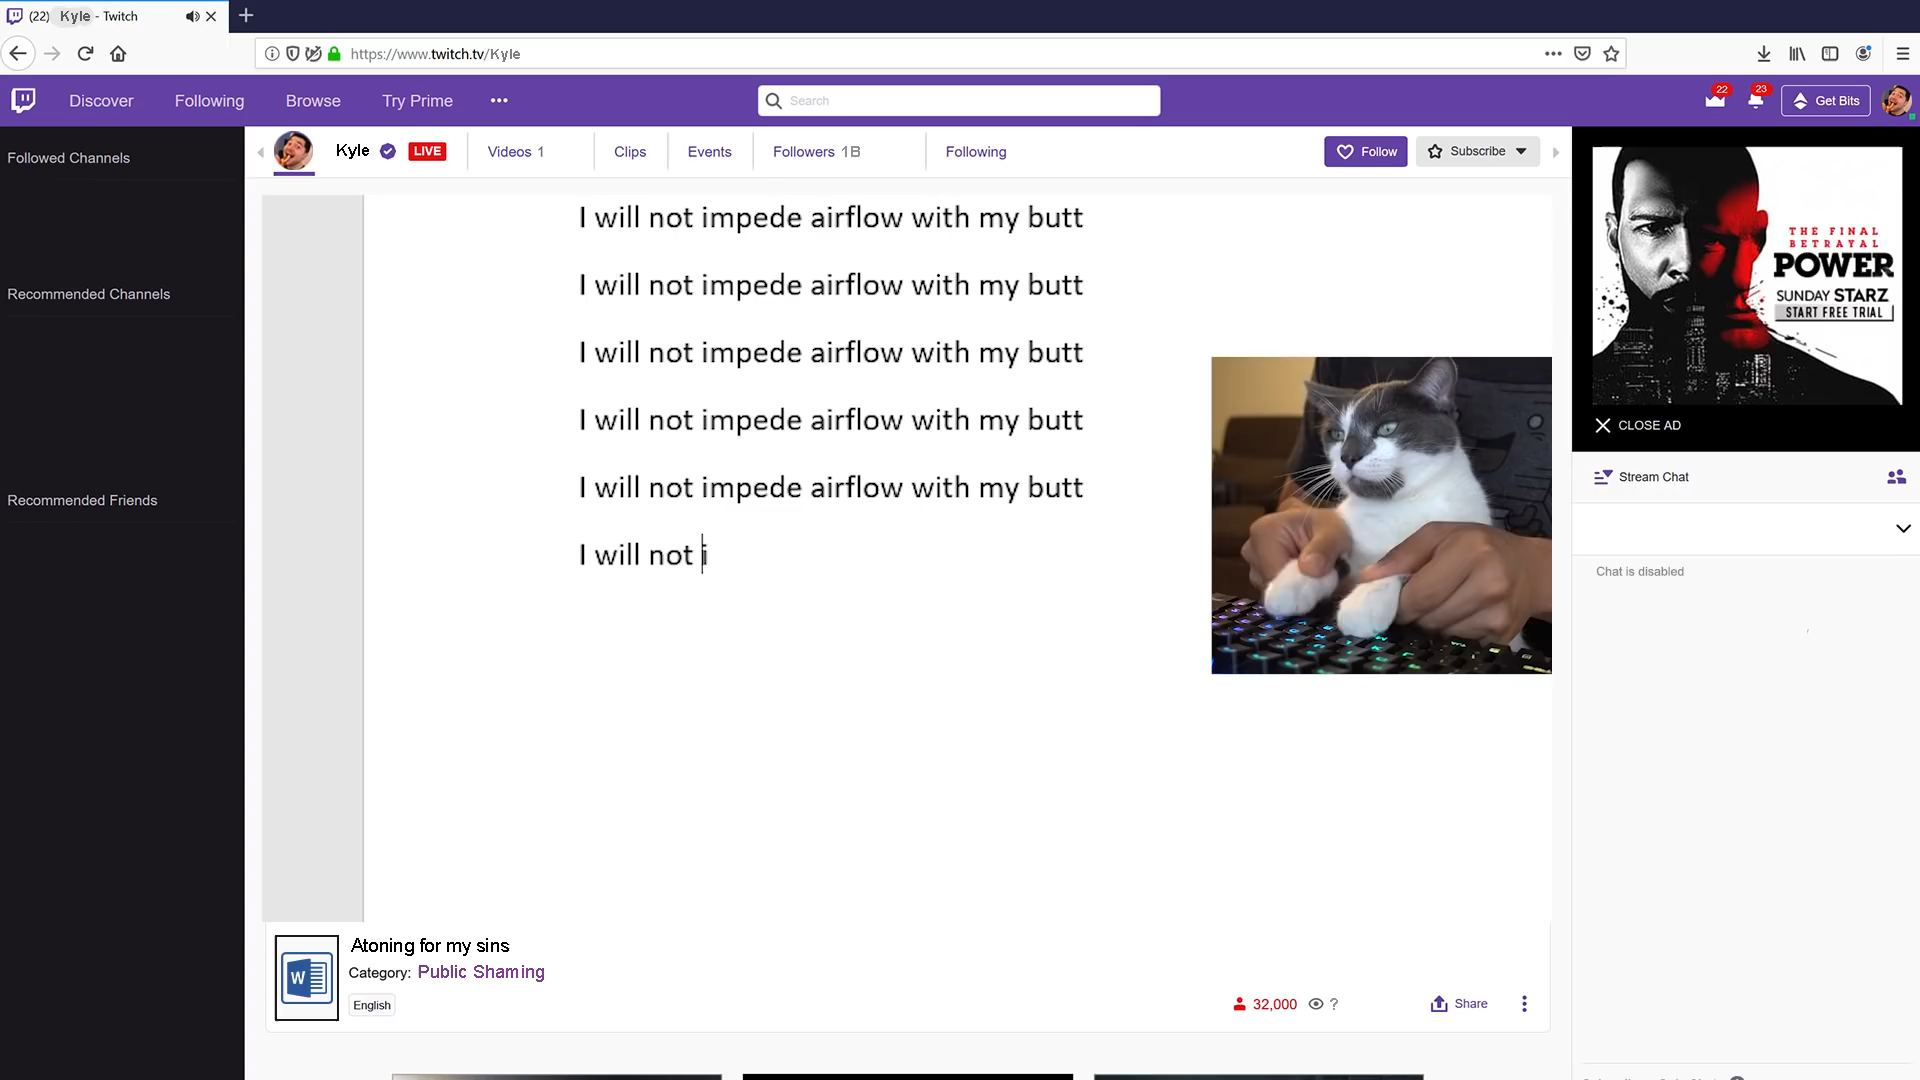 (22) Kyle - Twitch
https://www.twitch.tv/Kyle
Discover
Following
Browse
Try Prime
Search
22
23
Get Bits
Followed Channels
Recommended Channels
Recommended Friends
Kyle
LIVE
Videos 1
Clips
Events
Followers 1B
Following
Follow
Subscribe
I will not impede airflow with my butt
I will not impede airflow with my butt
I will not impede airflow with my butt
I will not impede airflow with my butt
I will not impede airflow with my butt
I will not i
THE FINAL
BETRAYAL
POWER
SUNDAY STARZ
START FREE TRIAL
CLOSE AD
Stream Chat
Chat is disabled
W
Atoning for my sins
Category: Public Shaming
English
32,000
?
Share